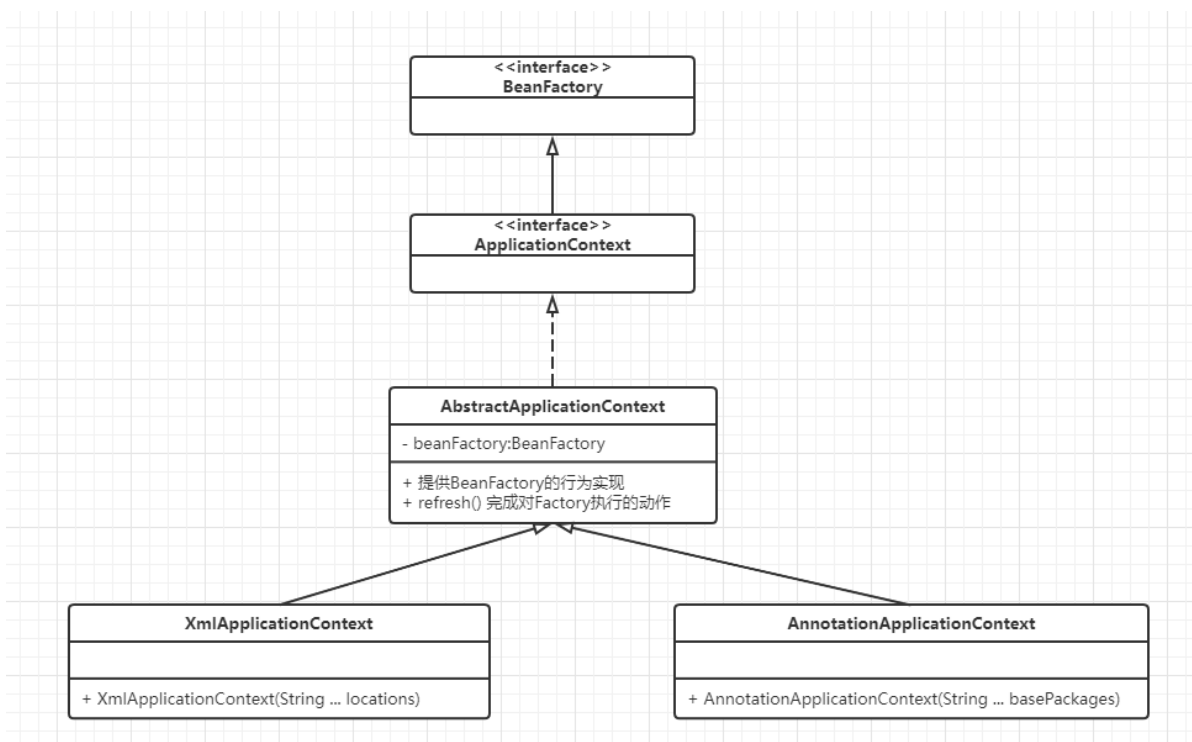 <<interface>>
BeanFactory
<<interface>>
ApplicationContext
AbstractApplicationContext
- beanFactory:BeanFactory
+ 提供BeanFactory的行为实现
+ refresh() 完成对Factory执行的动作
XmlApplicationContext
+ XmlApplicationContext(String ... locations)
AnnotationApplicationContext
+ AnnotationApplicationContext(String ... basePackages)